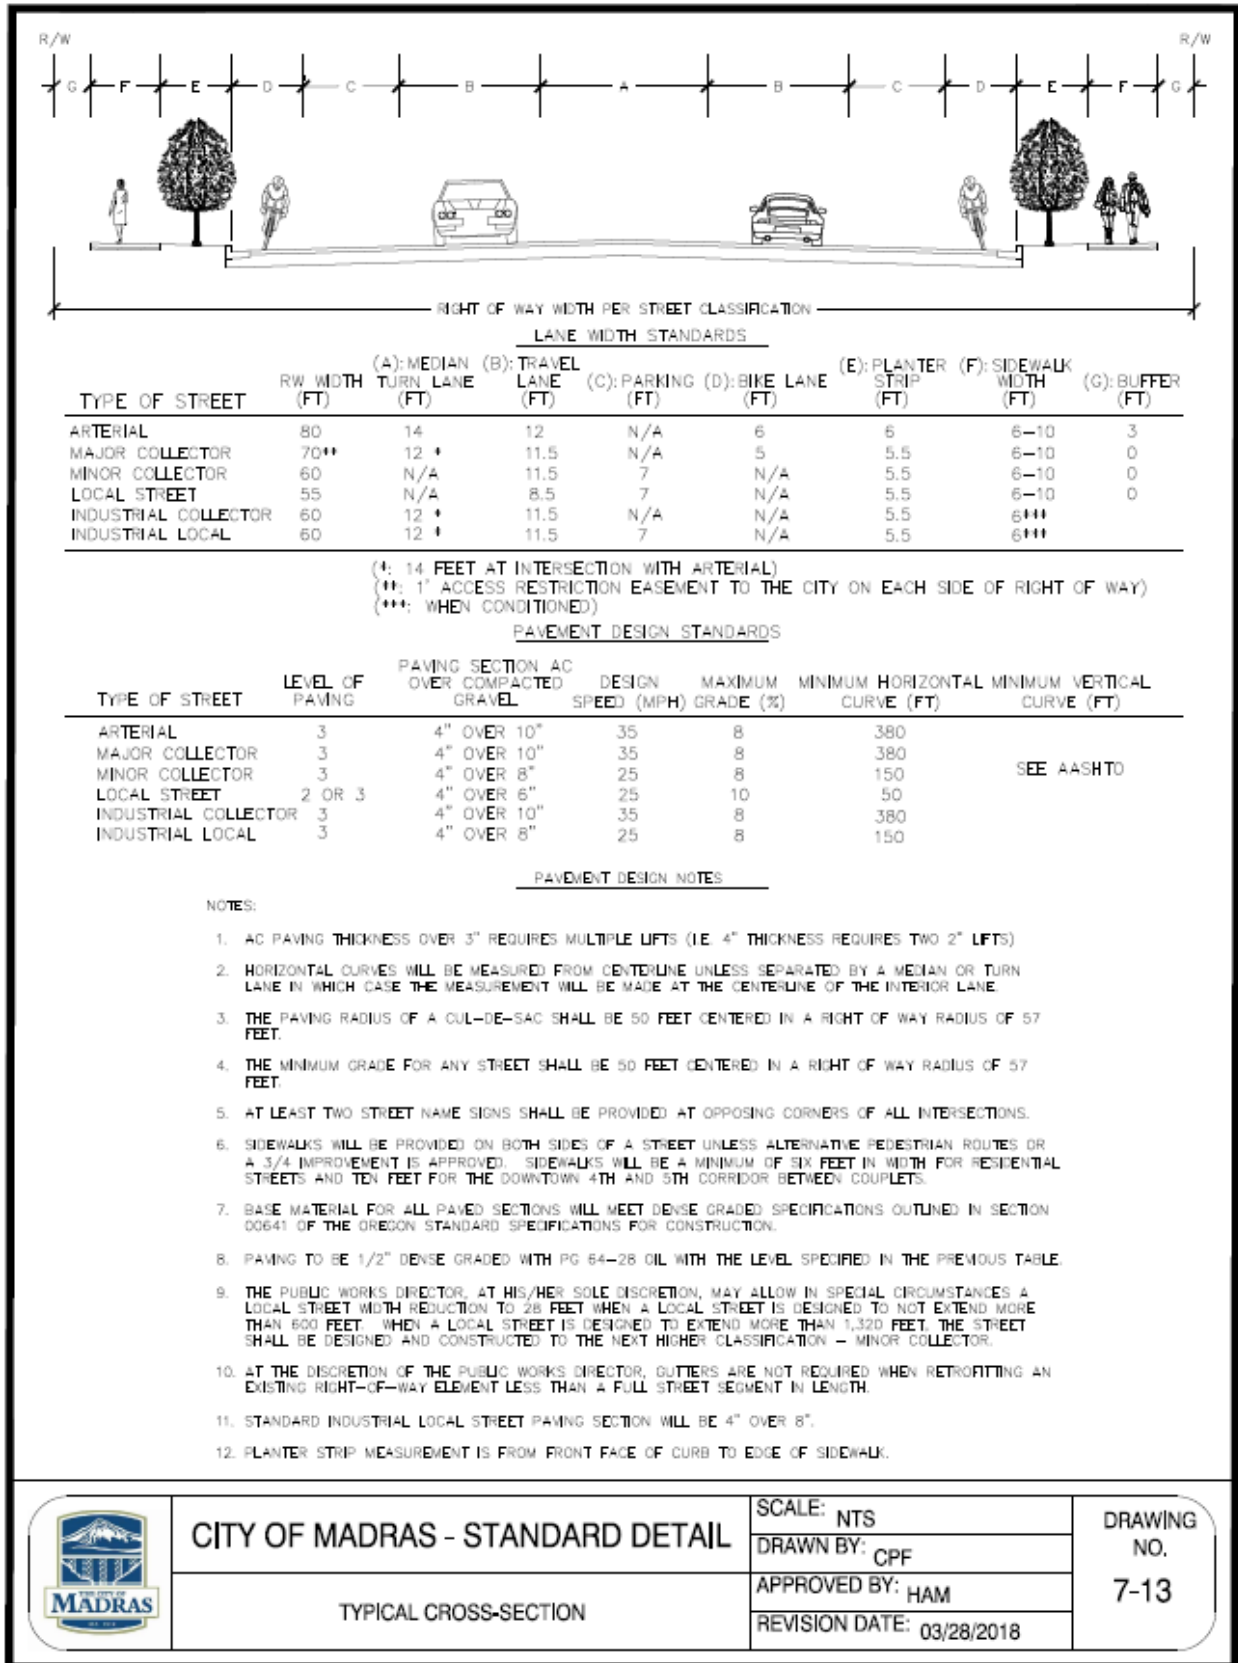 R/W R/W
G F E D C B A B C D E F G
RIGHT OF WAY WIDTH PER STREET CLASSIFICATION
LANE WIDTH STANDARDS
TYPE OF STREET RW WIDTH (FT) (A): MEDIAN TURN LANE (FT) (B): TRAVEL LANE (FT) (C): PARKING (FT) (D): BIKE LANE (FT) (E): PLANTER STRIP (FT) (F): SIDEWALK WIDTH (FT) (G): BUFFER (FT)
ARTERIAL 80 14 12 N/A 6 6 6-10 3
MAJOR COLLECTOR 70** 12 * 11.5 N/A 5 5.5 6-10 0
MINOR COLLECTOR 60 N/A 11.5 7 N/A 5.5 6-10 0
LOCAL STREET 55 N/A 8.5 7 N/A 5.5 6-10 0
INDUSTRIAL COLLECTOR 60 12 * 11.5 N/A N/A 5.5 6***
INDUSTRIAL LOCAL 60 12 * 11.5 7 N/A 5.5 6***
(*: 14 FEET AT INTERSECTION WITH ARTERIAL)
(**: 1' ACCESS RESTRICTION EASEMENT TO THE CITY ON EACH SIDE OF RIGHT OF WAY)
(***: WHEN CONDITIONED)
PAVEMENT DESIGN STANDARDS
TYPE OF STREET LEVEL OF PAVING PAVING SECTION AC OVER COMPACTED GRAVEL DESIGN SPEED (MPH) MAXIMUM GRADE (%) MINIMUM HORIZONTAL CURVE (FT) MINIMUM VERTICAL CURVE (FT)
ARTERIAL 3 4" OVER 10" 35 8 380
MAJOR COLLECTOR 3 4" OVER 10" 35 8 380
MINOR COLLECTOR 3 4" OVER 8" 25 8 150 SEE AASHTO
LOCAL STREET 2 OR 3 4" OVER 6" 25 10 50
INDUSTRIAL COLLECTOR 3 4" OVER 10" 35 8 380
INDUSTRIAL LOCAL 3 4" OVER 8" 25 8 150
PAVEMENT DESIGN NOTES
NOTES:
1. AC PAVING THICKNESS OVER 3" REQUIRES MULTIPLE LIFTS (I.E. 4" THICKNESS REQUIRES TWO 2" LIFTS)
2. HORIZONTAL CURVES WILL BE MEASURED FROM CENTERLINE UNLESS SEPARATED BY A MEDIAN OR TURN
LANE IN WHICH CASE THE MEASUREMENT WILL BE MADE AT THE CENTERLINE OF THE INTERIOR LANE.
3. THE PAVING RADIUS OF A CUL-DE-SAC SHALL BE 50 FEET CENTERED IN A RIGHT OF WAY RADIUS OF 57
FEET.
4. THE MINIMUM GRADE FOR ANY STREET SHALL BE 50 FEET CENTERED IN A RIGHT OF WAY RADIUS OF 57
FEET.
5. AT LEAST TWO STREET NAME SIGNS SHALL BE PROVIDED AT OPPOSING CORNERS OF ALL INTERSECTIONS.
6. SIDEWALKS WILL BE PROVIDED ON BOTH SIDES OF A STREET UNLESS ALTERNATIVE PEDESTRIAN ROUTES OR
A 3/4 IMPROVEMENT IS APPROVED. SIDEWALKS WILL BE A MINIMUM OF SIX FEET IN WIDTH FOR RESIDENTIAL
STREETS AND TEN FEET FOR THE DOWNTOWN 4TH AND 5TH CORRIDOR BETWEEN COUPLETS.
7. BASE MATERIAL FOR ALL PAVED SECTIONS WILL MEET DENSE GRADED SPECIFICATIONS OUTLINED IN SECTION
00641 OF THE OREGON STANDARD SPECIFICATIONS FOR CONSTRUCTION.
8. PAVING TO BE 1/2" DENSE GRADED WITH PG 64-28 OIL WITH THE LEVEL SPECIFIED IN THE PREVIOUS TABLE.
9. THE PUBLIC WORKS DIRECTOR, AT HIS/HER SOLE DISCRETION, MAY ALLOW IN SPECIAL CIRCUMSTANCES A
LOCAL STREET WIDTH REDUCTION TO 28 FEET WHEN A LOCAL STREET IS DESIGNED TO NOT EXTEND MORE
THAN 600 FEET. WHEN A LOCAL STREET IS DESIGNED TO EXTEND MORE THAN 1,320 FEET, THE STREET
SHALL BE DESIGNED AND CONSTRUCTED TO THE NEXT HIGHER CLASSIFICATION - MINOR COLLECTOR.
10. AT THE DISCRETION OF THE PUBLIC WORKS DIRECTOR, GUTTERS ARE NOT REQUIRED WHEN RETROFITTING AN
EXISTING RIGHT-OF-WAY ELEMENT LESS THAN A FULL STREET SEGMENT IN LENGTH.
11. STANDARD INDUSTRIAL LOCAL STREET PAVING SECTION WILL BE 4" OVER 8".
12. PLANTER STRIP MEASUREMENT IS FROM FRONT FACE OF CURB TO EDGE OF SIDEWALK.
THE CITY OF
MADRAS
CITY OF MADRAS - STANDARD DETAIL
TYPICAL CROSS-SECTION
SCALE: NTS
DRAWN BY: CPF
APPROVED BY: HAM
REVISION DATE: 03/28/2018
DRAWING
NO.
7-13